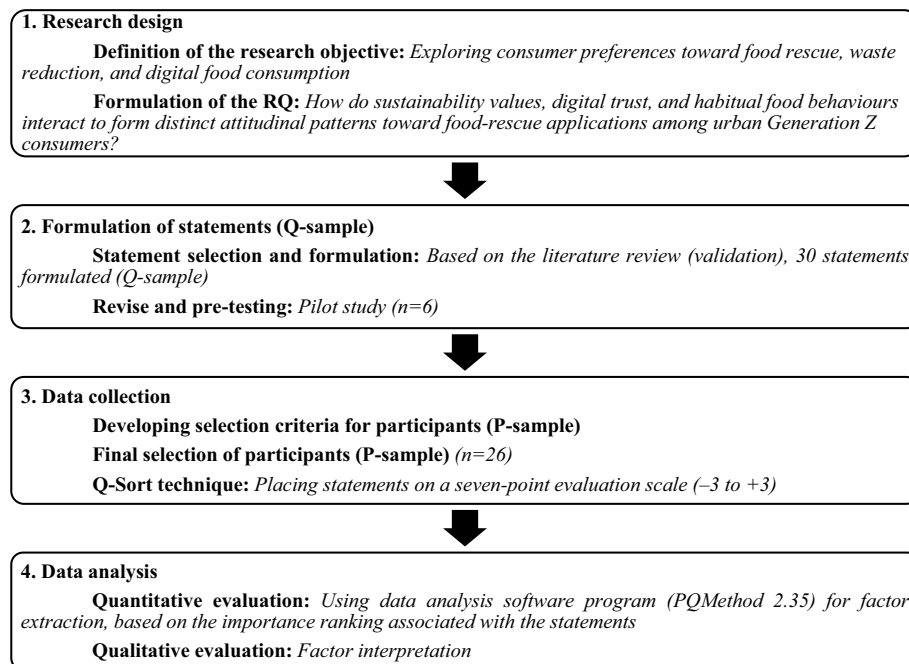 1. Research design
Definition of the research objective: Exploring consumer preferences toward food rescue, waste
reduction, and digital food consumption
Formulation of the RQ: How do sustainability values, digital trust, and habitual food behaviours
interact to form distinct attitudinal patterns toward food-rescue applications among urban Generation Z
consumers?
2. Formulation of statements (Q-sample)
Statement selection and formulation: Based on the literature review (validation), 30 statements
formulated (Q-sample)
Revise and pre-testing: Pilot study (n=6)
3. Data collection
Developing selection criteria for participants (P-sample)
Final selection of participants (P-sample) (n=26)
Q-Sort technique: Placing statements on a seven-point evaluation scale (–3 to +3)
4. Data analysis
Quantitative evaluation: Using data analysis software program (PQMethod 2.35) for factor
extraction, based on the importance ranking associated with the statements
Qualitative evaluation: Factor interpretation